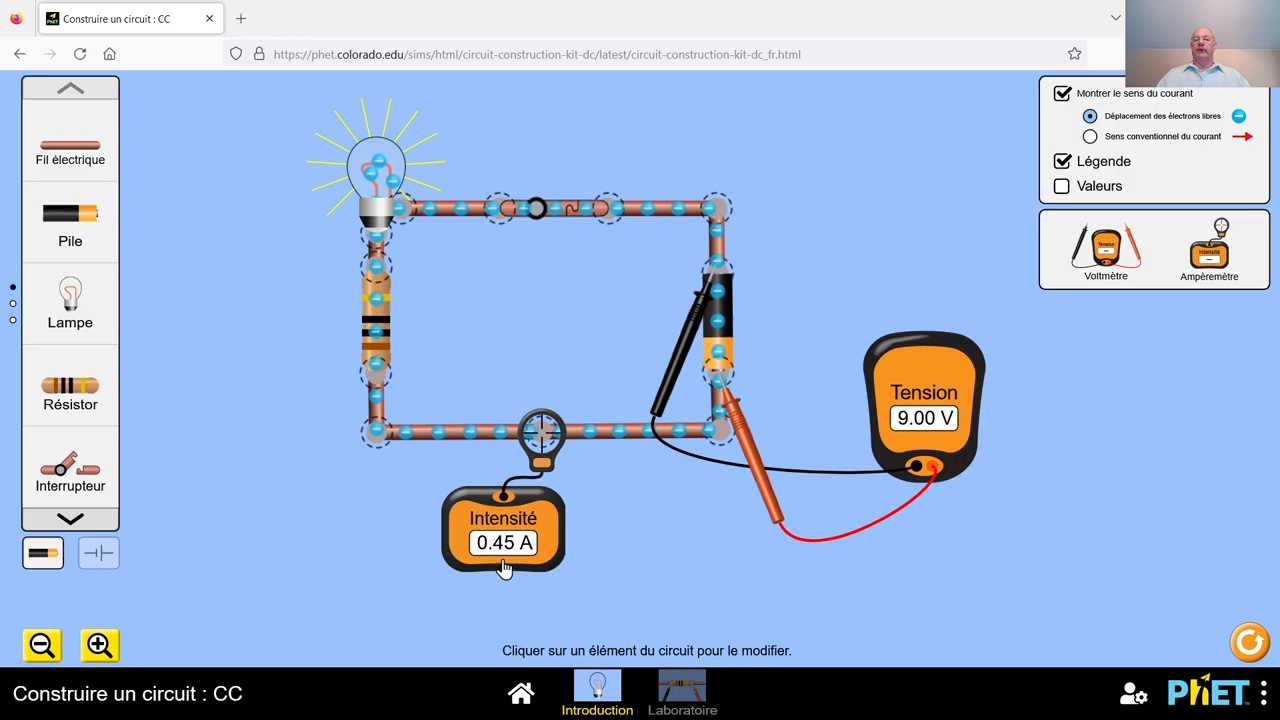 Construire un circuit : CC
https://phet.colorado.edu/sims/html/circuit-construction-kit-dc/latest/circuit-construction-kit-dc_fr.html
Fil électrique
Pile
Lampe
Résistor
Interrupteur
Montrer le sens du courant
Déplacement des électrons libres
Sens conventionnel du courant
Légende
Valeurs
Tension
Voltmètre
Intensité
Ampèremètre
Tension
9.00 V
Intensité
0.45 A
Cliquer sur un élément du circuit pour le modifier.
Construire un circuit : CC
Introduction
Laboratoire
PhET